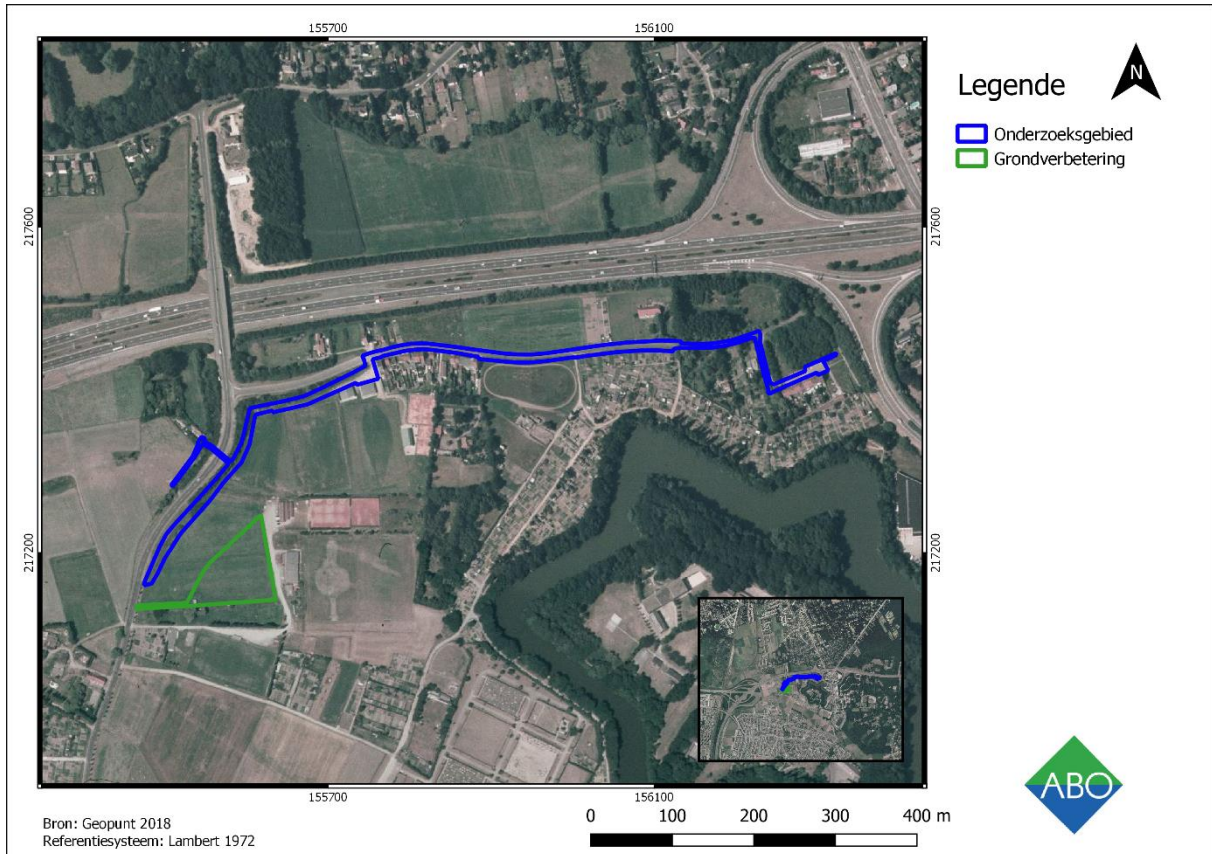 155700 156100
Legende
N
Onderzoeksgebied
Grondverbetering
217600 217600
217200 217200
155700 156100
Bron: Geopunt 2018
Referentiesysteem: Lambert 1972
0 100 200 300 400 m
ABO